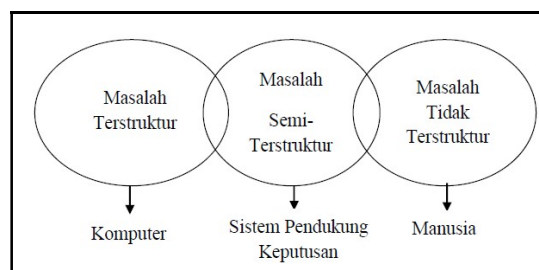 Masalah
Terstruktur
Masalah
Semi-
Terstruktur
Masalah
Tidak
Terstruktur
Komputer
Sistem Pendukung
Keputusan
Manusia